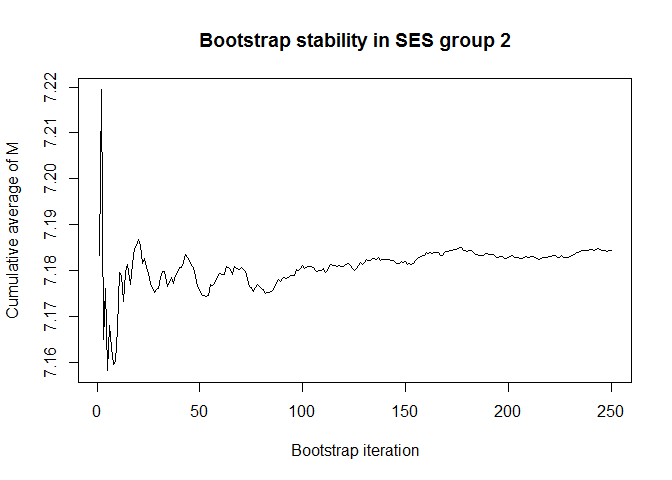 Bootstrap stability in SES group 2
Cumulative average of M
7.22
7.21
7.20
7.19
7.18
7.17
7.16
0 50 100 150 200 250
Bootstrap iteration